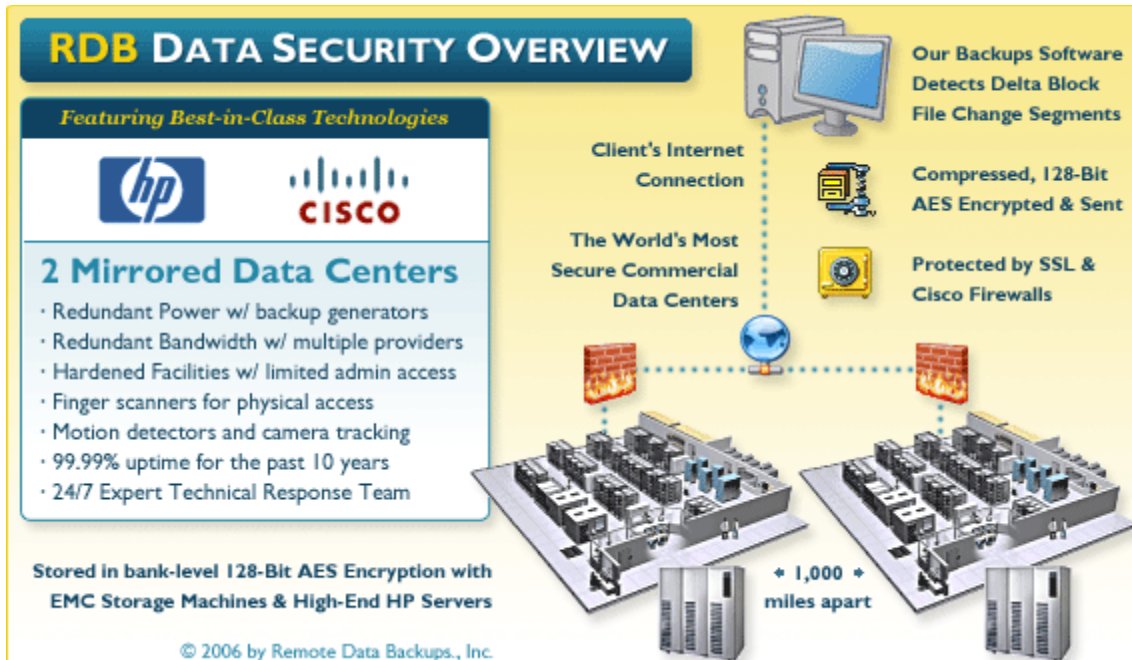 RDB DATA SECURITY OVERVIEW
Featuring Best-in-Class Technologies
hp
CISCO
2 Mirrored Data Centers
· Redundant Power w/ backup generators
· Redundant Bandwidth w/ multiple providers
· Hardened Facilities w/ limited admin access
· Finger scanners for physical access
· Motion detectors and camera tracking
· 99.99% uptime for the past 10 years
· 24/7 Expert Technical Response Team
Stored in bank-level 128-Bit AES Encryption with
EMC Storage Machines & High-End HP Servers
© 2006 by Remote Data Backups., Inc.
Client's Internet
Connection
The World's Most
Secure Commercial
Data Centers
Our Backups Software
Detects Delta Block
File Change Segments
Compressed, 128-Bit
AES Encrypted & Sent
Protected by SSL &
Cisco Firewalls
1,000
miles apart